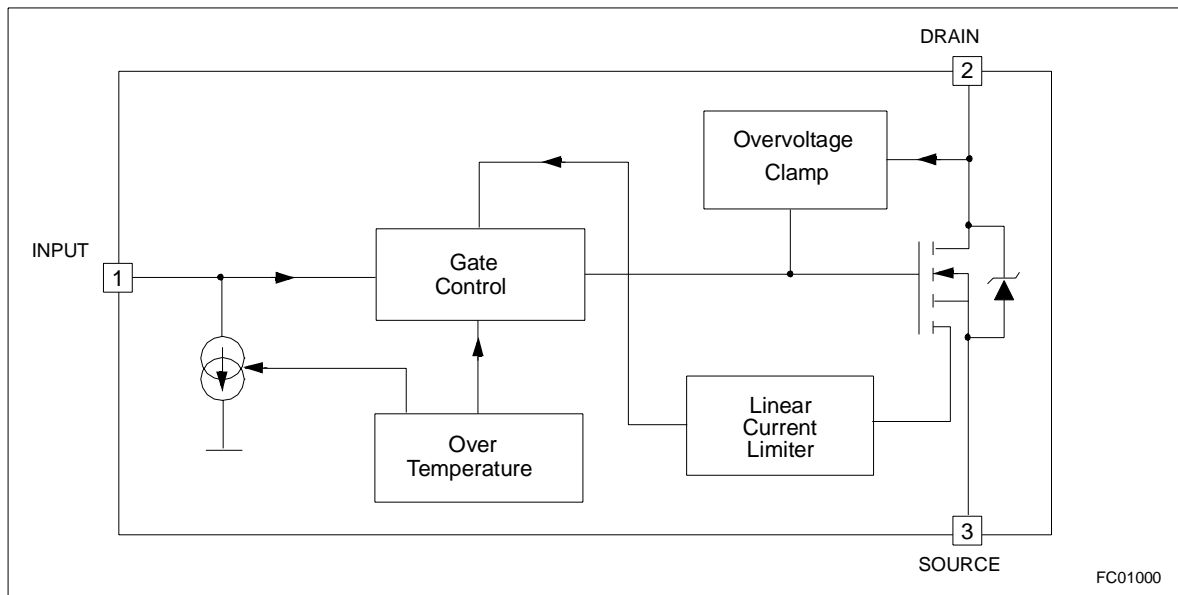 DRAIN
2
Overvoltage
Clamp
INPUT
1
Gate
Control
Linear
Current
Limiter
Over
Temperature
3
SOURCE
FC01000